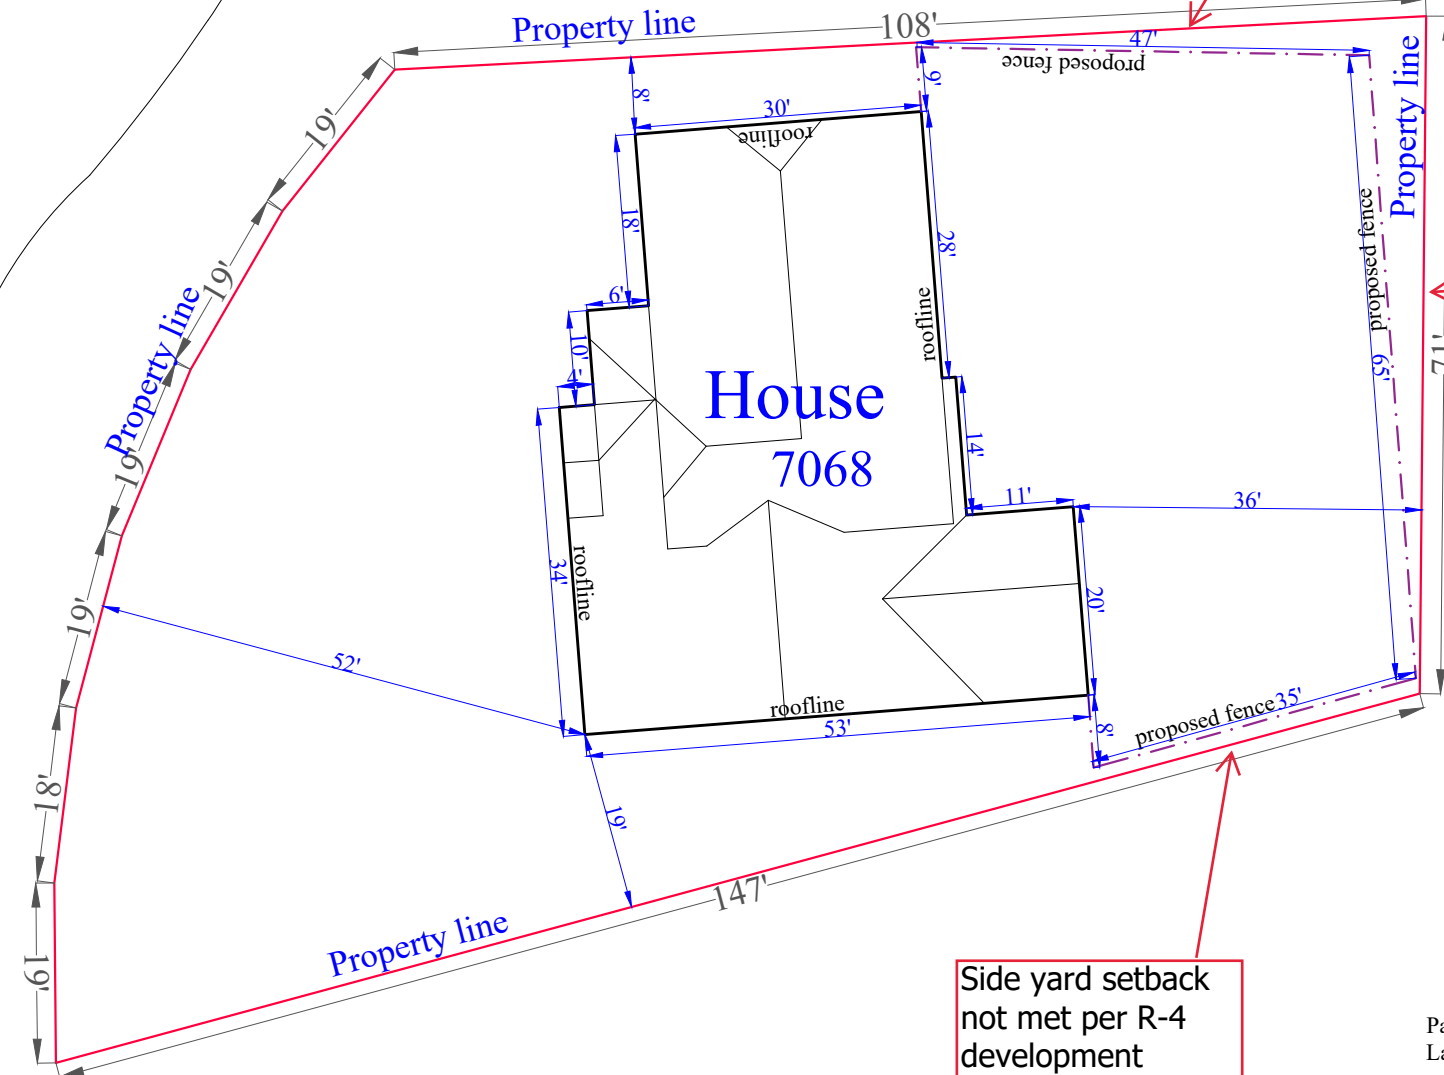 Property line
108'
47'
proposed fence
Property line
19'
8'
30'
9'
roofline
18'
28'
proposed fence
19'
6'
roofline
Property line
10'
71'
4'
House
65'
7068
14'
19'
11'
36'
34'
roofline
20'
19'
52'
roofline
53'
proposed fence
35'
8'
18'
19'
147'
Property line
19'
Side yard setback
not met per R-4
development
Pa
La